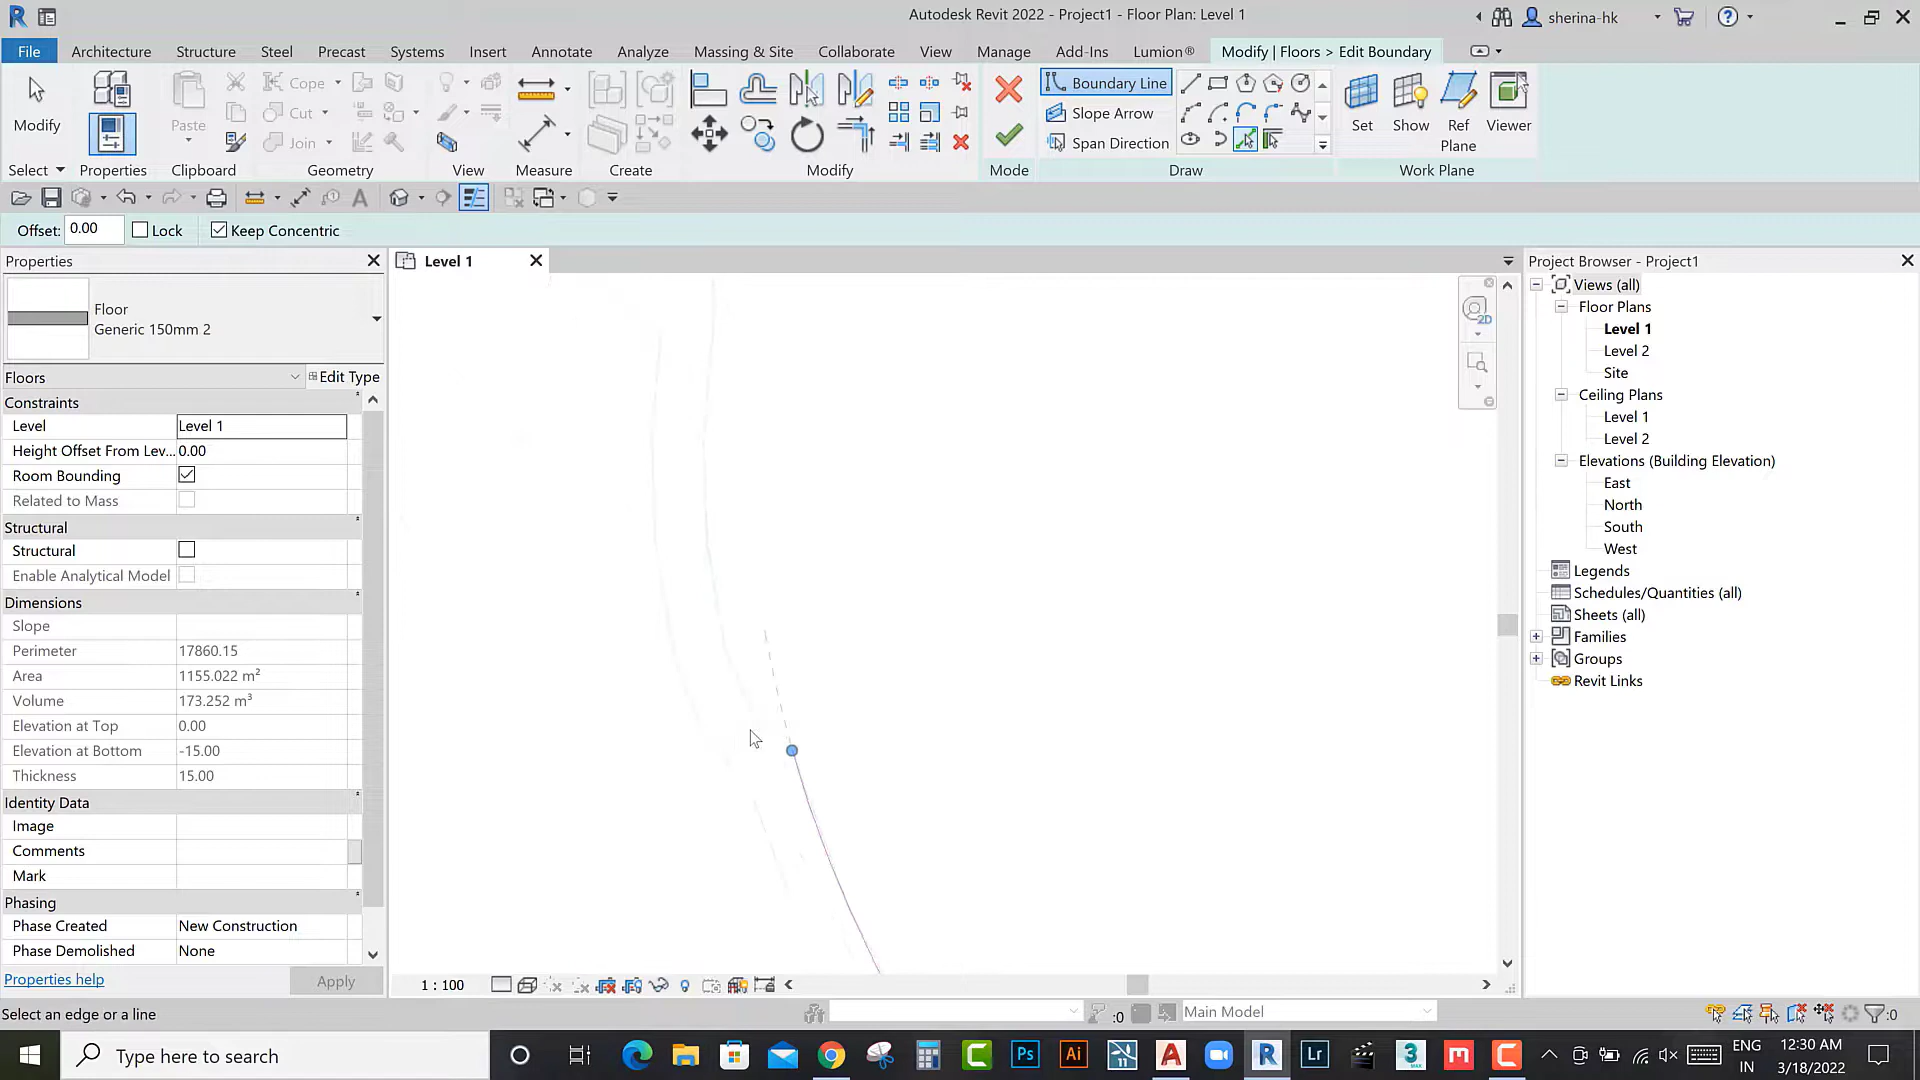 Autodesk Revit 2022 - Project1 - Floor Plan: Level 1
sherina-hk
File Architecture Structure Steel Precast Systems Insert Annotate Analyze Massing & Site Collaborate View Manage Add-Ins Lumion® Modify | Floors > Edit Boundary
Modify
Paste
Cope
Cut
Join
Boundary Line
Slope Arrow
Span Direction
Set
Show
Ref
Plane
Viewer
Select Properties Clipboard Geometry View Measure Create Modify Mode Draw Work Plane
Offset: 0.00 Lock Keep Concentric
Properties
Level 1
Project Browser - Project1
2D
Floor
Generic 150mm 2
Floors Edit Type
Constraints
Level Level 1
Height Offset From Lev... 0.00
Room Bounding
Related to Mass
Structural
Structural
Enable Analytical Model
Dimensions
Slope
Perimeter 17860.15
Area 1155.022 m²
Volume 173.252 m³
Elevation at Top 0.00
Elevation at Bottom -15.00
Thickness 15.00
Identity Data
Image
Comments
Mark
Phasing
Phase Created New Construction
Phase Demolished None
Properties help Apply
Views (all)
Floor Plans
Level 1
Level 2
Site
Ceiling Plans
Level 1
Level 2
Elevations (Building Elevation)
East
North
South
West
Legends
Schedules/Quantities (all)
Sheets (all)
Families
Groups
Revit Links
1 : 100
Select an edge or a line
:0
Main Model
:0
Type here to search
Ps
Ai
A
R
Lr
3
m
C
ENG
IN
12:30 AM
3/18/2022